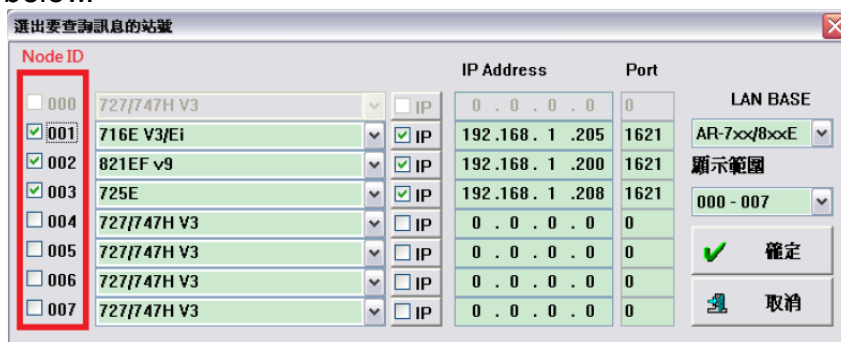 below.
選出要查詢訊息的站號
Node ID
IP Address Port
000 727/747H V3 IP 0 . 0 . 0 . 0 0 LAN BASE
001 716E V3/Ei IP 192 .168 . 1 .205 1621 AR-7xx/8xxE
002 821EF v9 IP 192 .168 . 1 .200 1621 顯示範圍
003 725E IP 192 .168 . 1 .208 1621 000 - 007
004 727/747H V3 IP 0 . 0 . 0 . 0 0
005 727/747H V3 IP 0 . 0 . 0 . 0 0 確定
006 727/747H V3 IP 0 . 0 . 0 . 0 0
007 727/747H V3 IP 0 . 0 . 0 . 0 0 取消